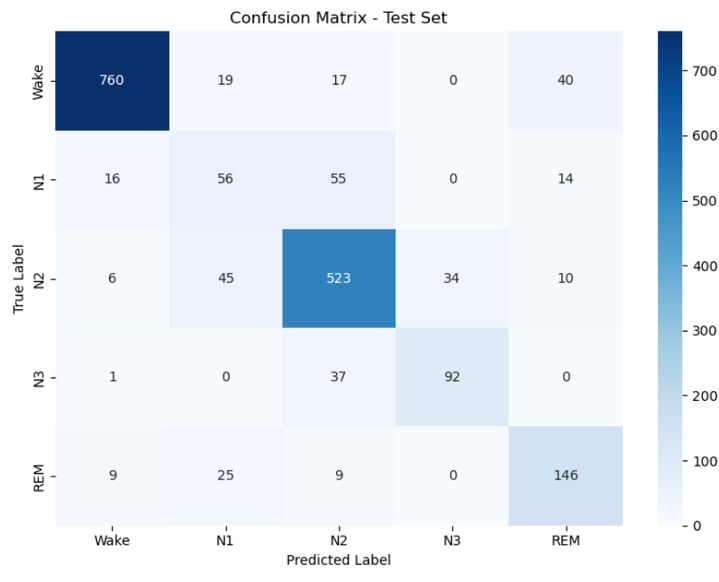 Confusion Matrix - Test Set
True Label
Wake 760 19 17 0 40
N1 16 56 55 0 14
N2 6 45 523 34 10
N3 1 0 37 92 0
REM 9 25 9 0 146
Wake N1 N2 N3 REM
Predicted Label
700
600
500
400
300
200
100
0